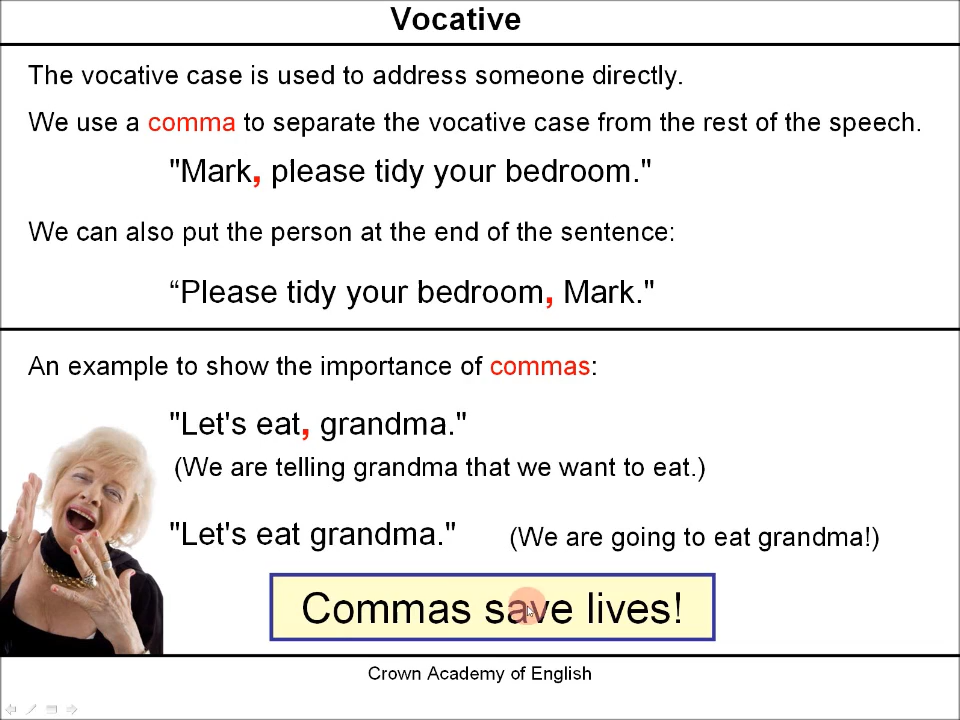 Vocative
The vocative case is used to address someone directly.
We use a comma to separate the vocative case from the rest of the speech.
"Mark, please tidy your bedroom."
We can also put the person at the end of the sentence:
“Please tidy your bedroom, Mark."
An example to show the importance of commas:
"Let's eat, grandma."
(We are telling grandma that we want to eat.)
"Let's eat grandma." (We are going to eat grandma!)
Commas save lives!
Crown Academy of English